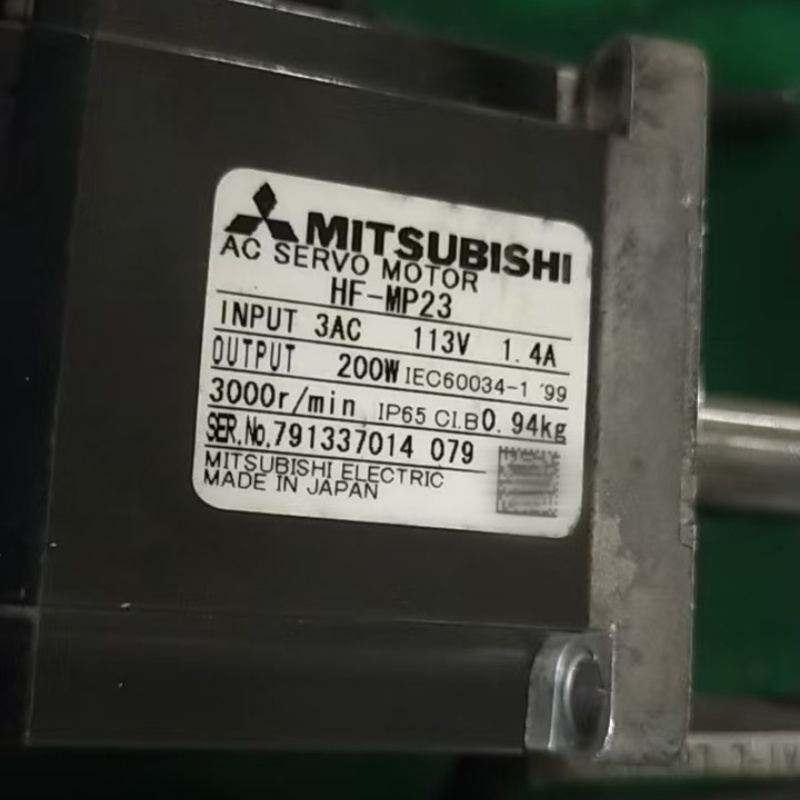 MITSUBISHI
AC SERVO MOTOR
HF-MP23
INPUT 3AC 113V 1.4A
OUTPUT 200W IEC60034-1 '99
3000r/min IP65 CI.B 0.94kg
SER.No.791337014 079
MITSUBISHI ELECTRIC
MADE IN JAPAN